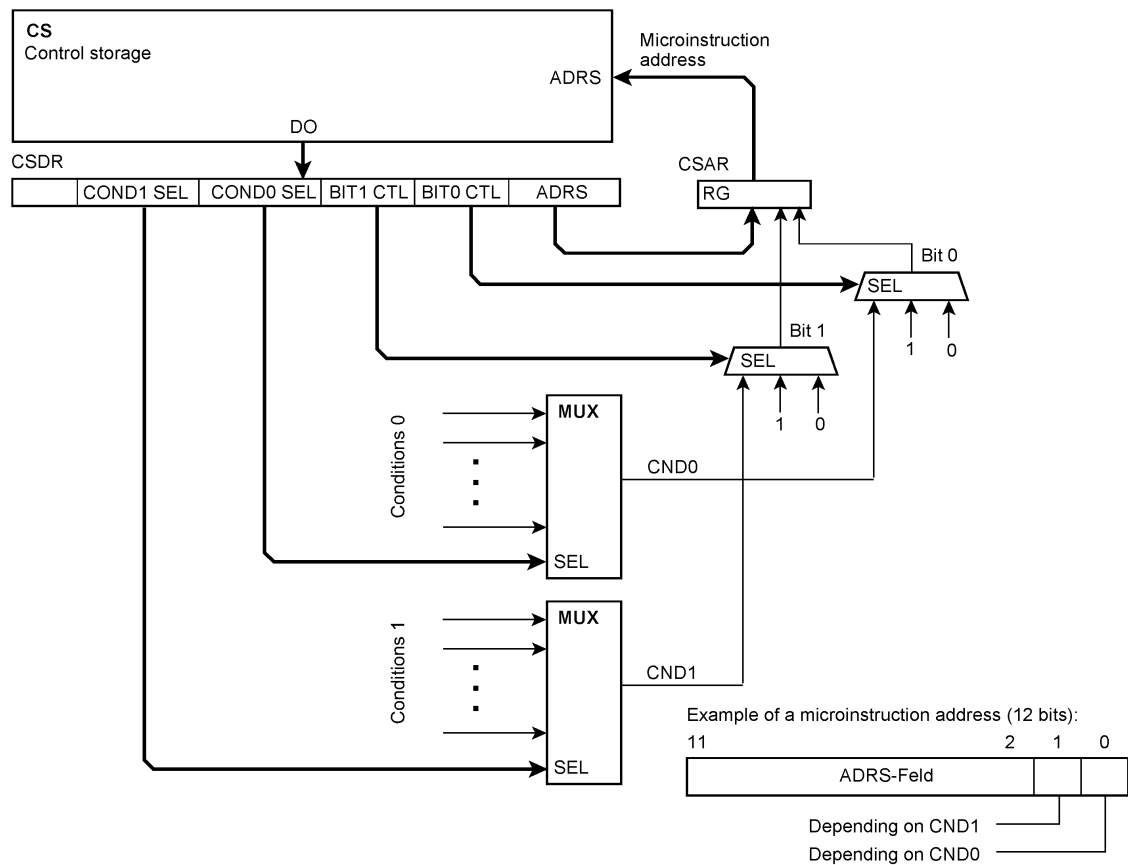 CS
Control storage
Microinstruction
address
ADRS
DO
CSDR
CSAR
COND1 SEL
COND0 SEL
BIT1 CTL
BIT0 CTL
ADRS
RG
Bit 0
SEL
1
0
Bit 1
SEL
1
0
MUX
Conditions 0
CND0
SEL
MUX
Conditions 1
CND1
SEL
Example of a microinstruction address (12 bits):
11 2 1 0
ADRS-Feld
Depending on CND1
Depending on CND0